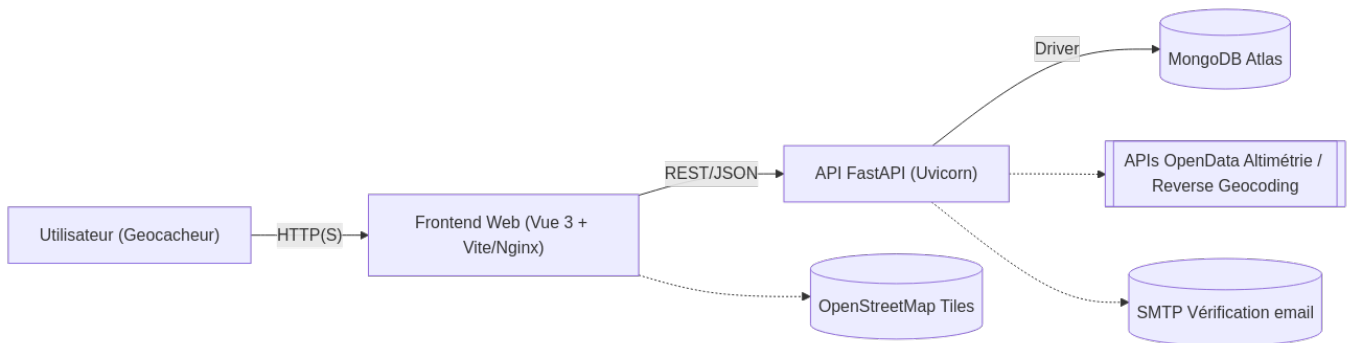 Utilisateur (Geocacheur)
HTTP(S)
Frontend Web (Vue 3 +
Vite/Nginx)
REST/JSON
OpenStreetMap Tiles
API FastAPI (Uvicorn)
Driver
MongoDB Atlas
APIs OpenData Altimétrie /
Reverse Geocoding
SMTP Vérification email